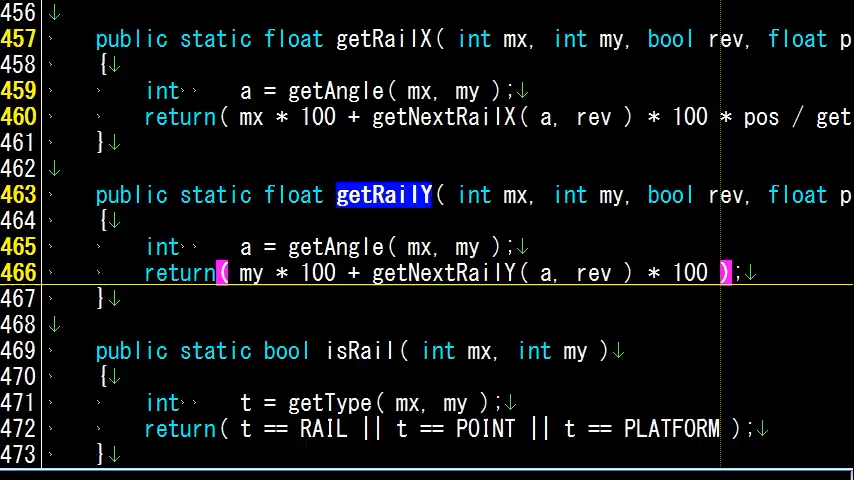 456
457 public static float getRailX( int mx, int my, bool rev, float p
458 {
459 int a = getAngle( mx, my );
460 return( mx * 100 + getNextRailX( a, rev ) * 100 * pos / get
461 }
462
463 public static float getRailY( int mx, int my, bool rev, float p
464 {
465 int a = getAngle( mx, my );
466 return( my * 100 + getNextRailY( a, rev ) * 100 );
467 }
468
469 public static bool isRail( int mx, int my )
470 {
471 int t = getType( mx, my );
472 return( t == RAIL || t == POINT || t == PLATFORM );
473 }